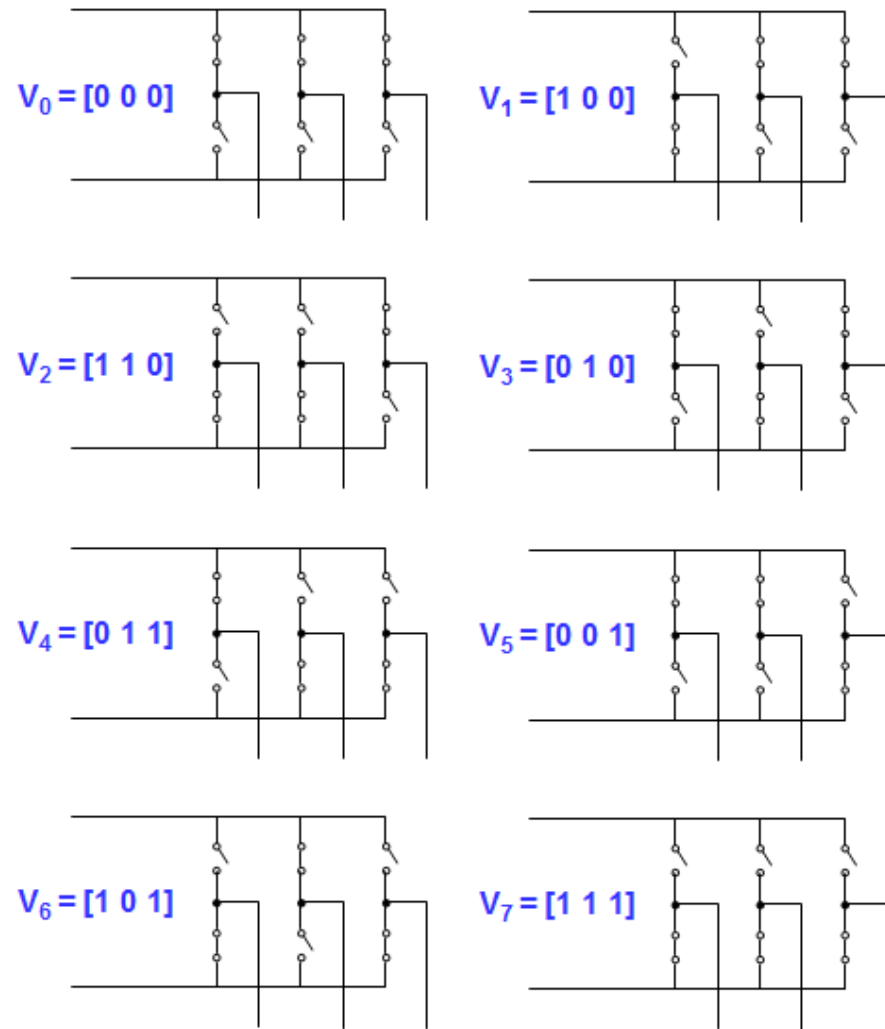 V₀ = [0 0 0]
V₁ = [1 0 0]
V₂ = [1 1 0]
V₃ = [0 1 0]
V₄ = [0 1 1]
V₅ = [0 0 1]
V₆ = [1 0 1]
V₇ = [1 1 1]